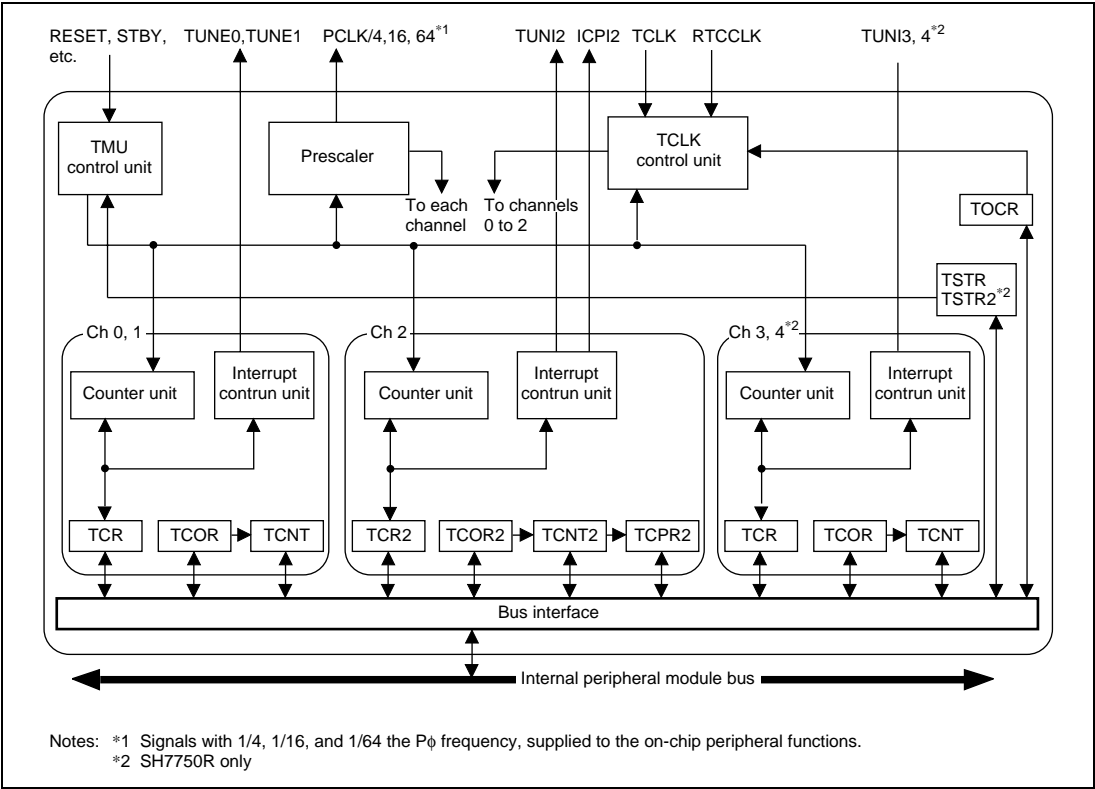 RESET, STBY, etc.
TUNE0,TUNE1
PCLK/4,16, 64*1
TUNI2
ICPI2
TCLK
RTCCLK
TUNI3, 4*2
TMU
control unit
Prescaler
TCLK
control unit
To each
channel
To channels
0 to 2
TOCR
TSTR
TSTR2*2
Ch 0, 1
Counter unit
Interrupt
contrun unit
Ch 2
Counter unit
Interrupt
contrun unit
Ch 3, 4*2
Counter unit
Interrupt
contrun unit
TCR
TCOR
TCNT
TCR2
TCOR2
TCNT2
TCPR2
TCR
TCOR
TCNT
Bus interface
Internal peripheral module bus
Notes: *1 Signals with 1/4, 1/16, and 1/64 the Pϕ frequency, supplied to the on-chip peripheral functions.
*2 SH7750R only